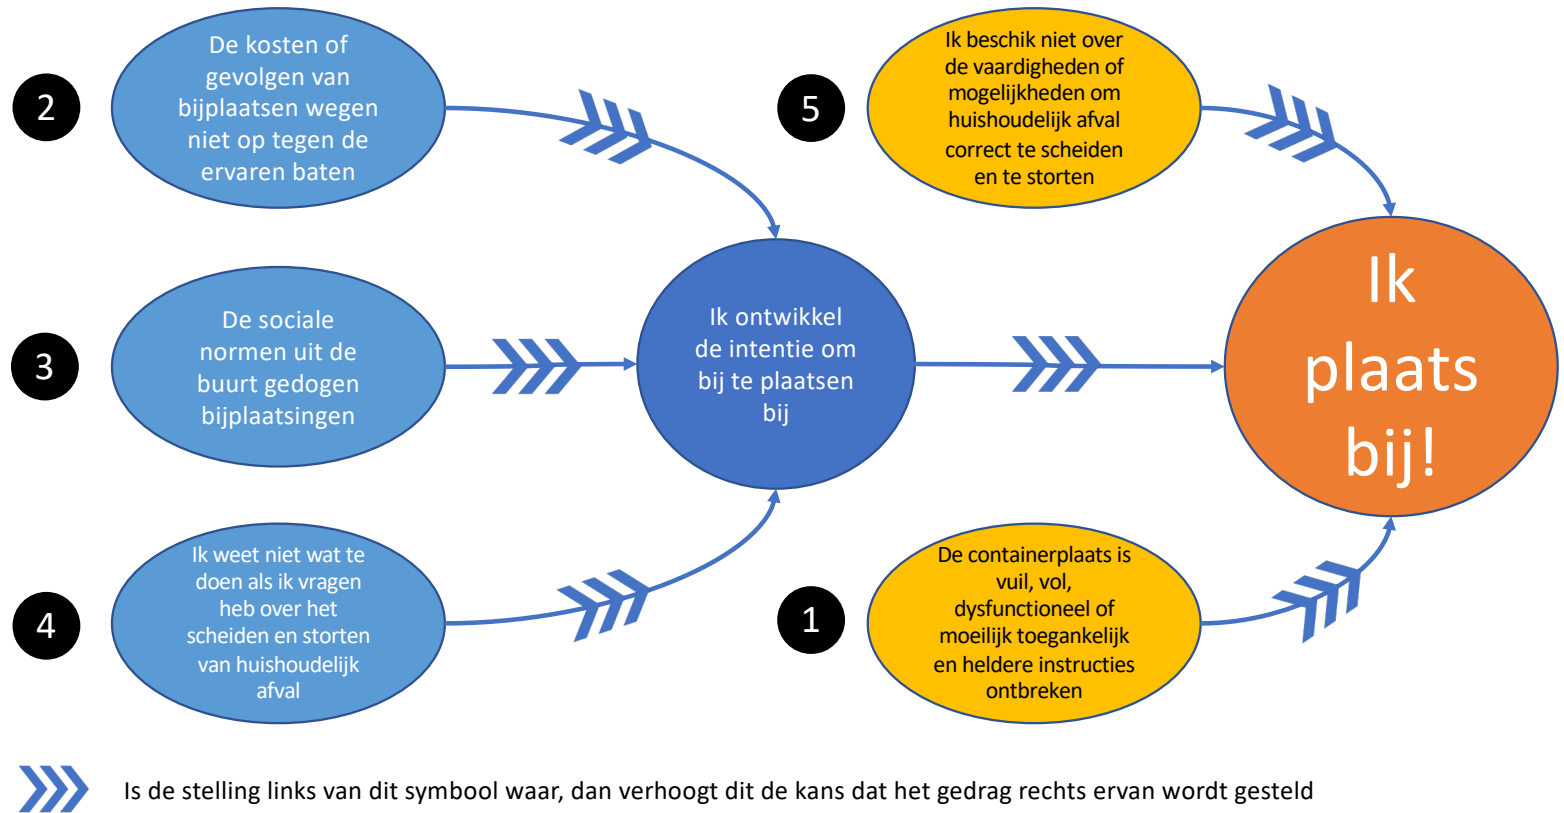 2
De kosten of
gevolgen van
bijplaatsen wegen
niet op tegen de
ervaren baten
3
De sociale
normen uit de
buurt gedogen
bijplaatsingen
4
Ik weet niet wat te
doen als ik vragen
heb over het
scheiden en storten
van huishoudelijk
afval
Ik ontwikkel
de intentie om
bij te plaatsen
bij
5
Ik beschik niet over
de vaardigheden of
mogelijkheden om
huishoudelijk afval
correct te scheiden
en te storten
1
De containerplaats is
vuil, vol,
dysfunctioneel of
moeilijk toegankelijk
en heldere instructies
ontbreken
Ik
plaats
bij!
Is de stelling links van dit symbool waar, dan verhoogt dit de kans dat het gedrag rechts ervan wordt gesteld